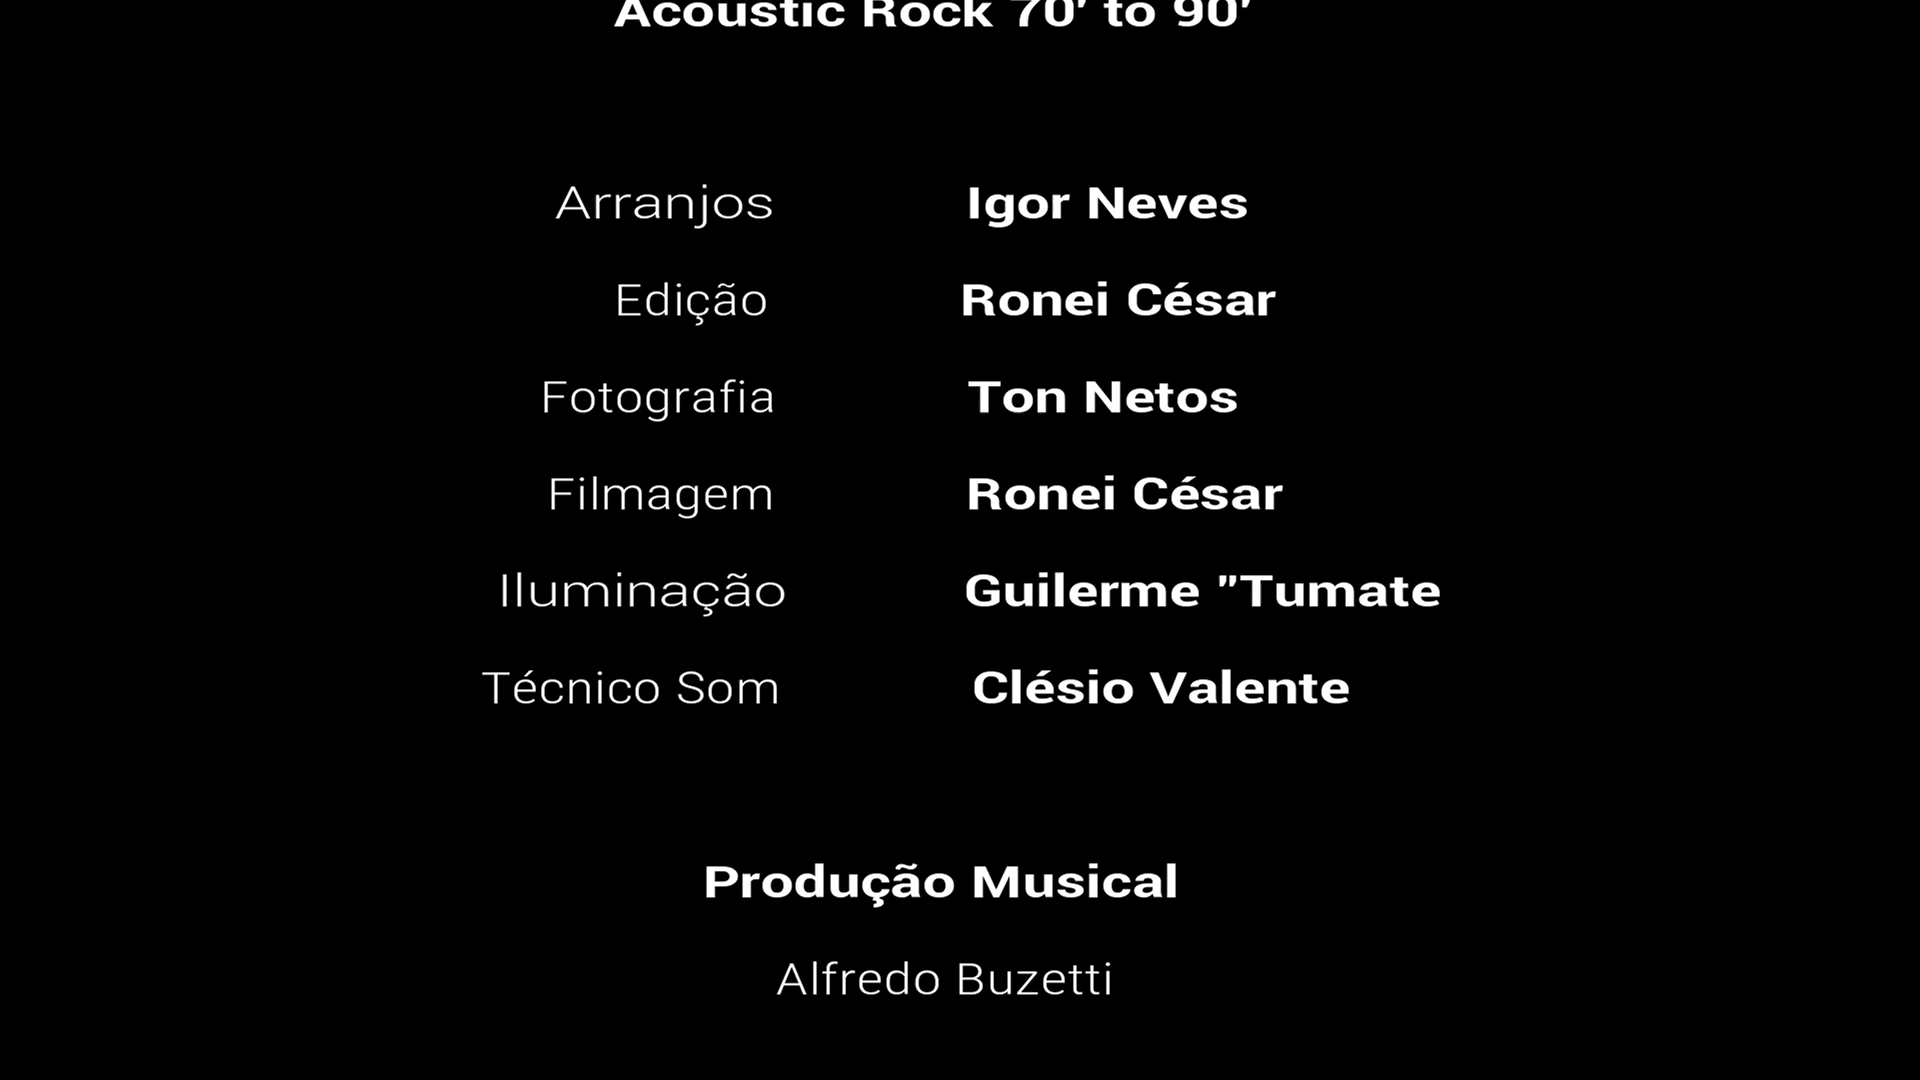 Acoustic Rock 70' to 90'
Arranjos Igor Neves
Edição Ronei César
Fotografia Ton Netos
Filmagem Ronei César
Iluminação Guilerme "Tumate
Técnico Som Clésio Valente
Produção Musical
Alfredo Buzetti